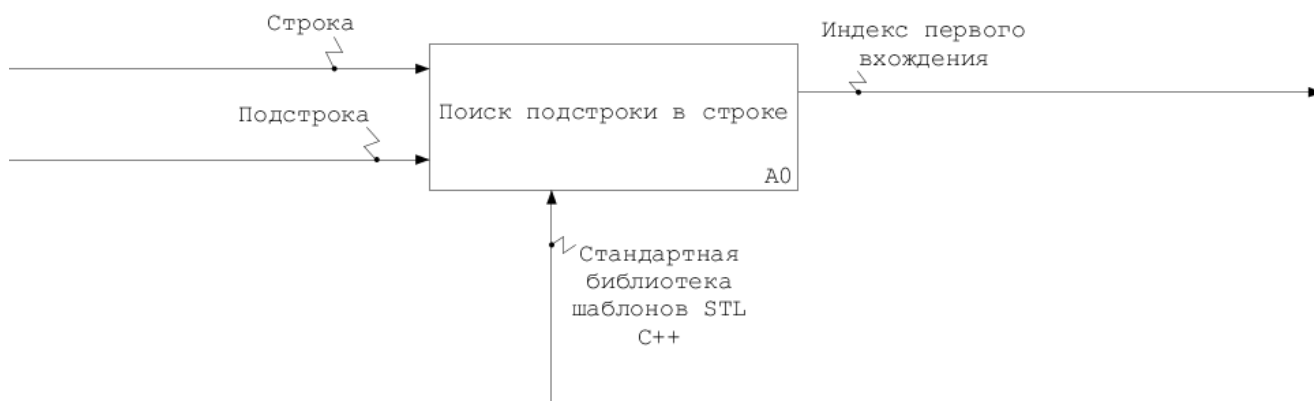 Строка
Индекс первого
вхождения
Подстрока
Поиск подстроки в строке
A0
Стандартная
библиотека
шаблонов STL
C++